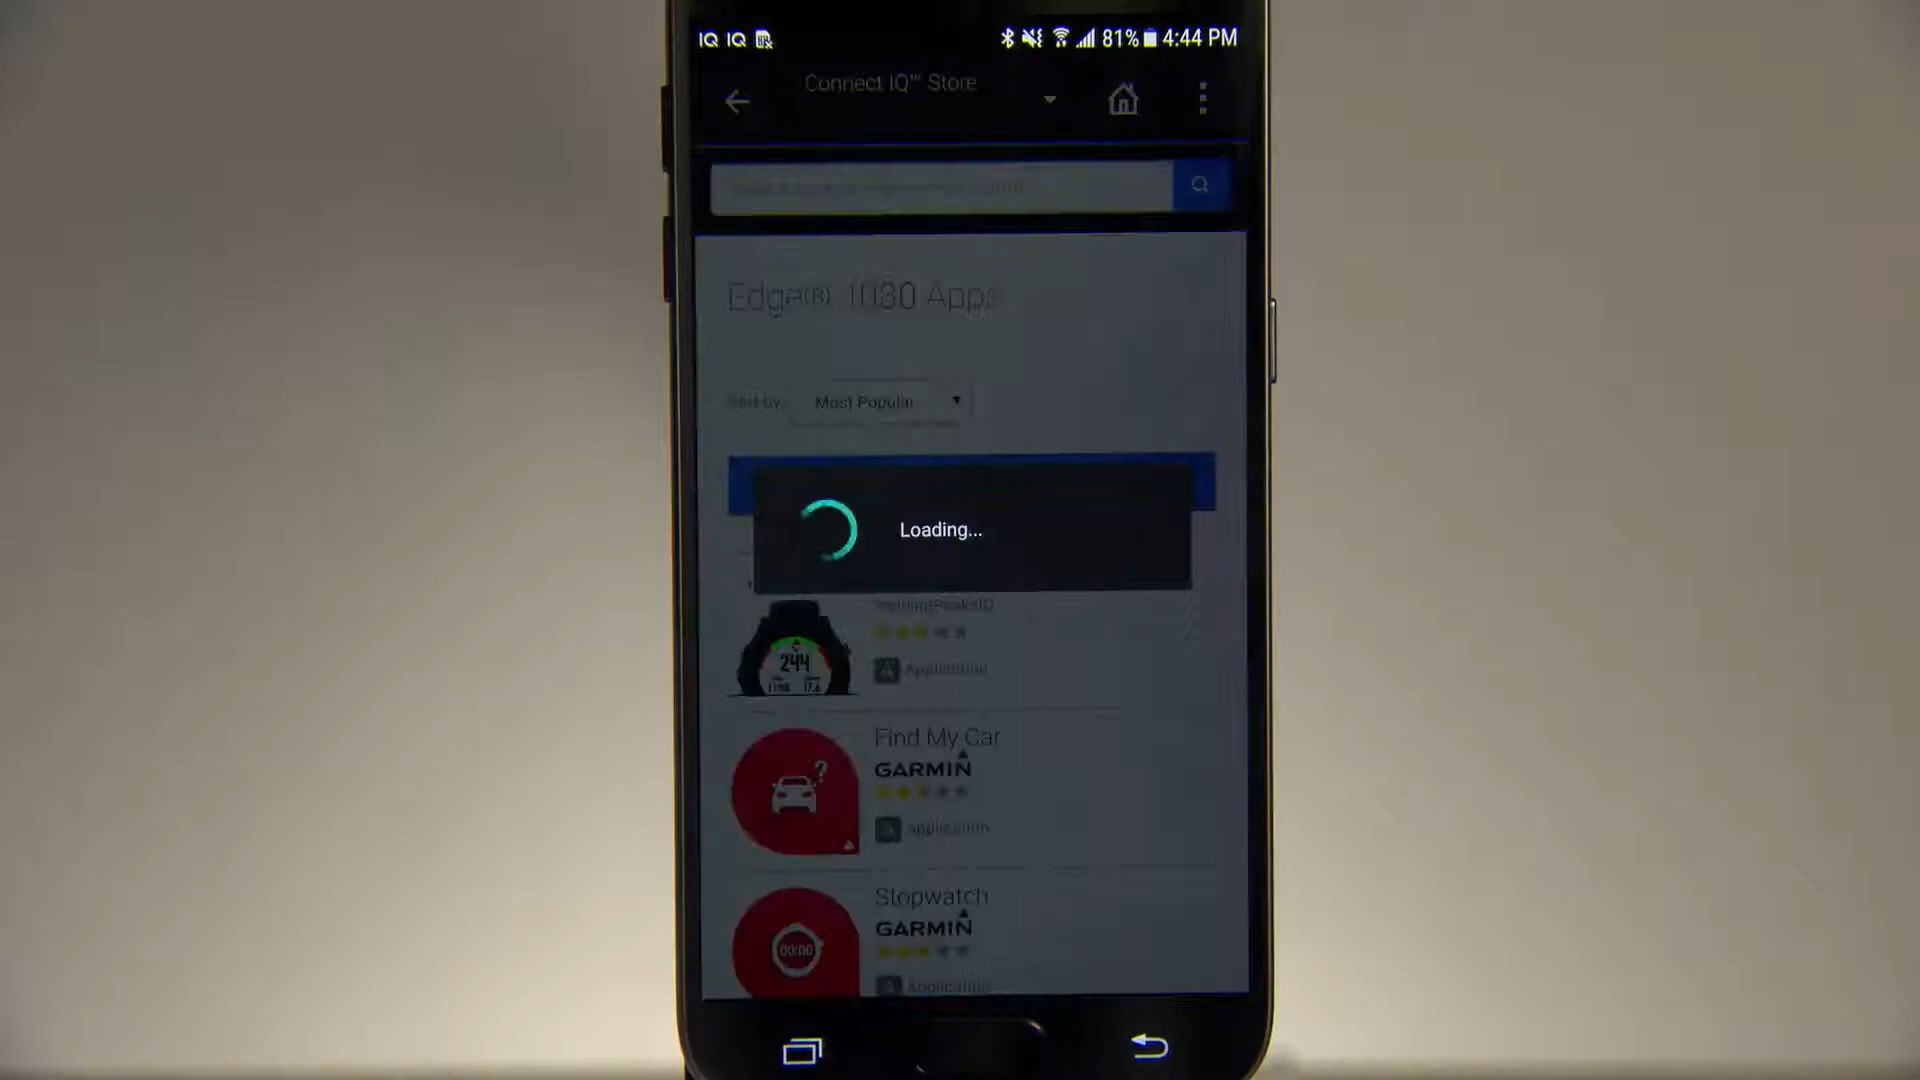 IQ IQ
81% 4:44 PM
Connect IQ™ Store
Edge(R) 1030 Apps
Sort by: Most Popular
Loading...
244
Application
Find My Car
GARMIN
Application
Stopwatch
GARMIN
00:00
Application